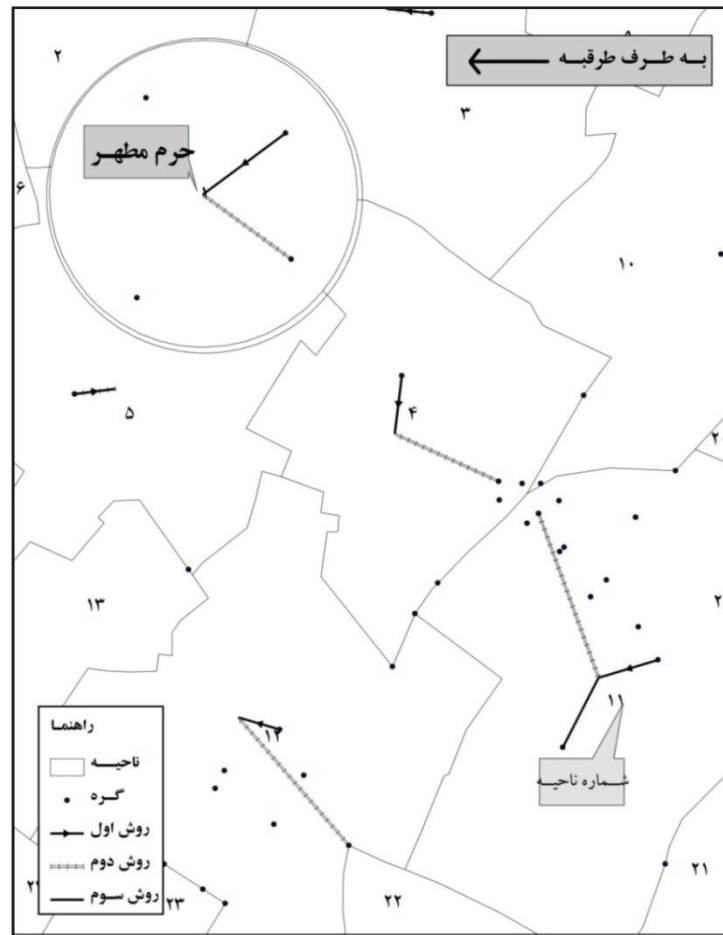 ۲
به طرف طرقبه
۳
حرم مطهر
۶
۱۰
۵
۴
۱۳
۱۱
شماره ناحیه
۱۲
راهنما
ناحیه
گره
روش اول
روش دوم
روش سوم
۲۱
۲۲
۲۳